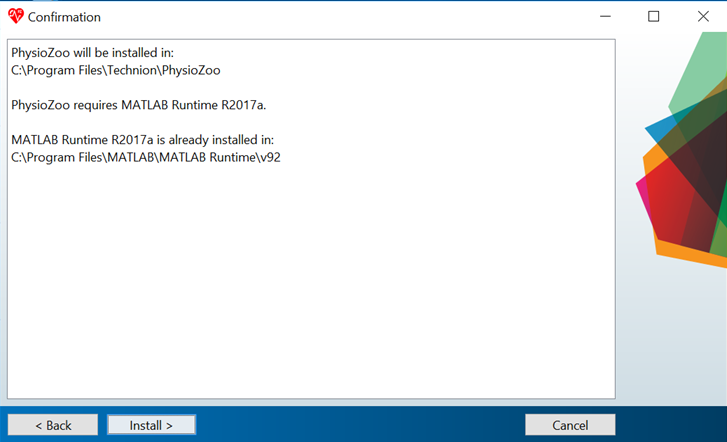 Confirmation
PhysioZoo will be installed in:
C:\Program Files\Technion\PhysioZoo
PhysioZoo requires MATLAB Runtime R2017a.
MATLAB Runtime R2017a is already installed in:
C:\Program Files\MATLAB\MATLAB Runtime\v92
< Back
Install >
Cancel